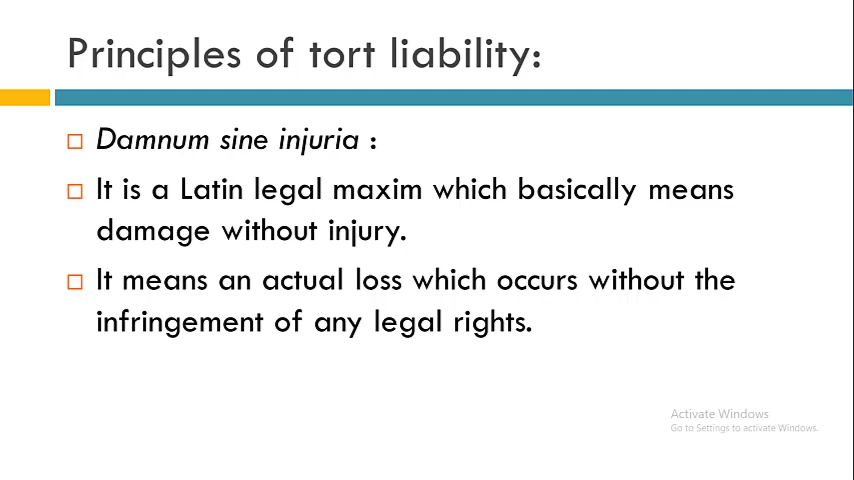 Principles of tort liability:
Damnum sine injuria :
It is a Latin legal maxim which basically means
damage without injury.
It means an actual loss which occurs without the
infringement of any legal rights.
Activate Windows
Go to Settings to activate Windows.